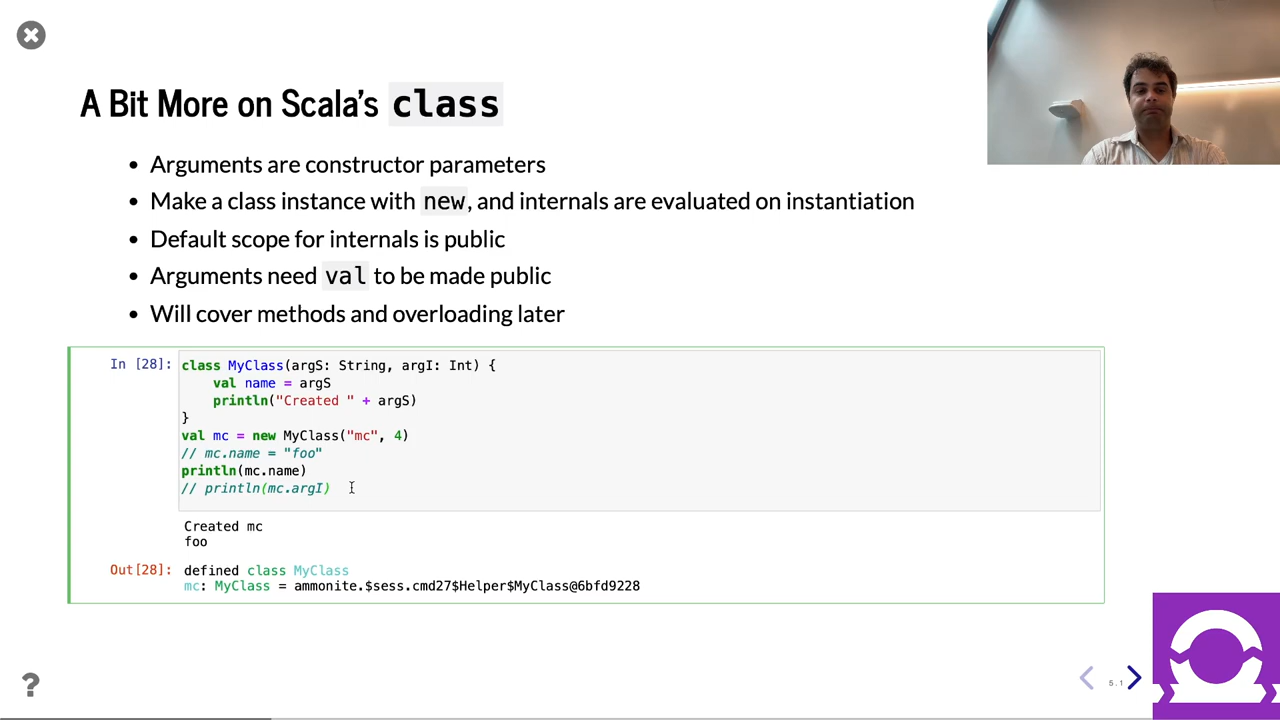 A Bit More on Scala's class
• Arguments are constructor parameters
• Make a class instance with new, and internals are evaluated on instantiation
• Default scope for internals is public
• Arguments need val to be made public
• Will cover methods and overloading later
In [28]: class MyClass(argS: String, argI: Int) {
    val name = argS
    println("Created " + argS)
}
val mc = new MyClass("mc", 4)
// mc.name = "foo"
println(mc.name)
// println(mc.argI)
Created mc
foo
Out[28]: defined class MyClass
mc: MyClass = ammonite.$sess.cmd27$Helper$MyClass@6bfd9228
?
5.1